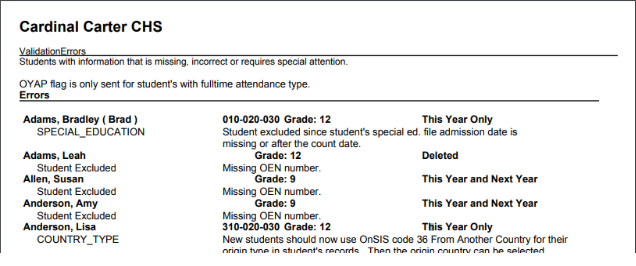 Cardinal Carter CHS
ValidationErrors
Students with information that is missing, incorrect or requires special attention.
OYAP flag is only sent for student's with fulltime attendance type.
Errors
Adams, Bradley ( Brad ) 010-020-030 Grade: 12 This Year Only
SPECIAL_EDUCATION Student excluded since student's special ed. file admission date is
missing or after the count date.
Adams, Leah Grade: 12 Deleted
Student Excluded Missing OEN number.
Allen, Susan Grade: 9 This Year and Next Year
Student Excluded Missing OEN number.
Anderson, Amy Grade: 9 This Year and Next Year
Student Excluded Missing OEN number.
Anderson, Lisa 310-020-030 Grade: 12 This Year Only
COUNTRY_TYPE New students should now use OnSIS code 36 From Another Country for their
origin type in student's records. Then the origin country can be selected